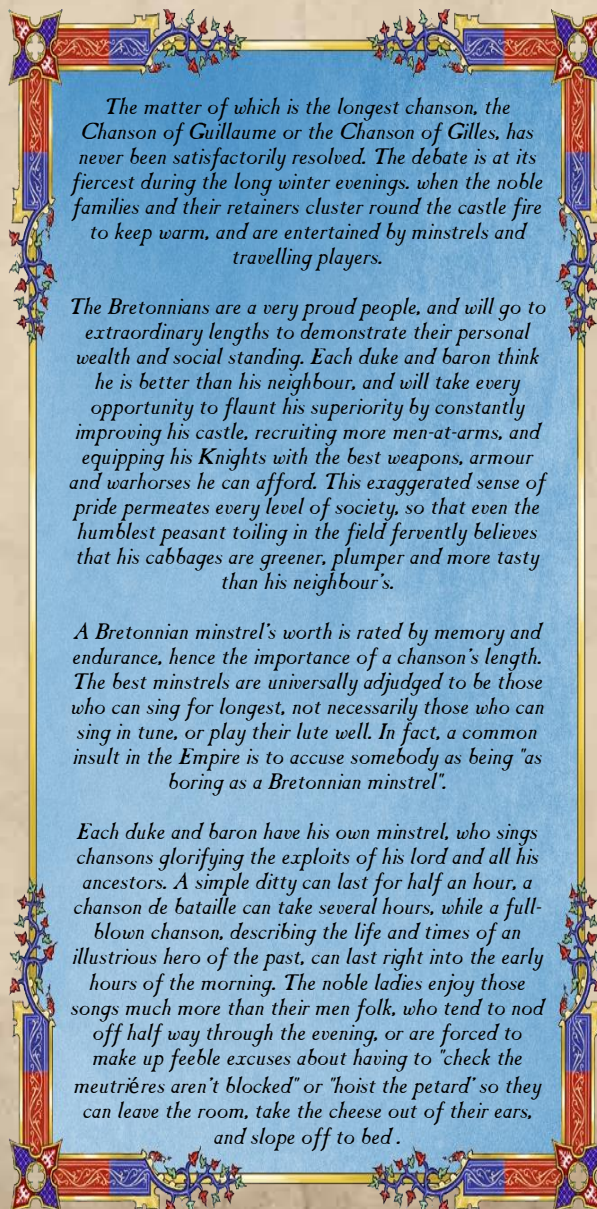 The matter of which is the longest chanson, the
Chanson of Guillaume or the Chanson of Gilles, has
never been satisfactorily resolved. The debate is at its
fiercest during the long winter evenings. when the noble
families and their retainers cluster round the castle fire
to keep warm, and are entertained by minstrels and
travelling players.
The Bretonnians are a very proud people, and will go to
extraordinary lengths to demonstrate their personal
wealth and social standing. Each duke and baron think
he is better than his neighbour, and will take every
opportunity to flaunt his superiority by constantly
improving his castle, recruiting more men-at-arms, and
equipping his Knights with the best weapons, armour
and warhorses he can afford. This exaggerated sense of
pride permeates every level of society, so that even the
humblest peasant toiling in the field fervently believes
that his cabbages are greener, plumper and more tasty
than his neighbour's.
A Bretonnian minstrel's worth is rated by memory and
endurance, hence the importance of a chanson's length.
The best minstrels are universally adjudged to be those
who can sing for longest, not necessarily those who can
sing in tune, or play their lute well. In fact, a common
insult in the Empire is to accuse somebody as being "as
boring as a Bretonnian minstrel".
Each duke and baron have his own minstrel, who sings
chansons glorifying the exploits of his lord and all his
ancestors. A simple ditty can last for half an hour, a
chanson de bataille can take several hours, while a full-
blown chanson, describing the life and times of an
illustrious hero of the past, can last right into the early
hours of the morning. The noble ladies enjoy those
songs much more than their men folk, who tend to nod
off half way through the evening, or are forced to
make up feeble excuses about having to "check the
meutriéres aren't blocked" or "hoist the petard' so they
can leave the room, take the cheese out of their ears,
and slope off to bed .